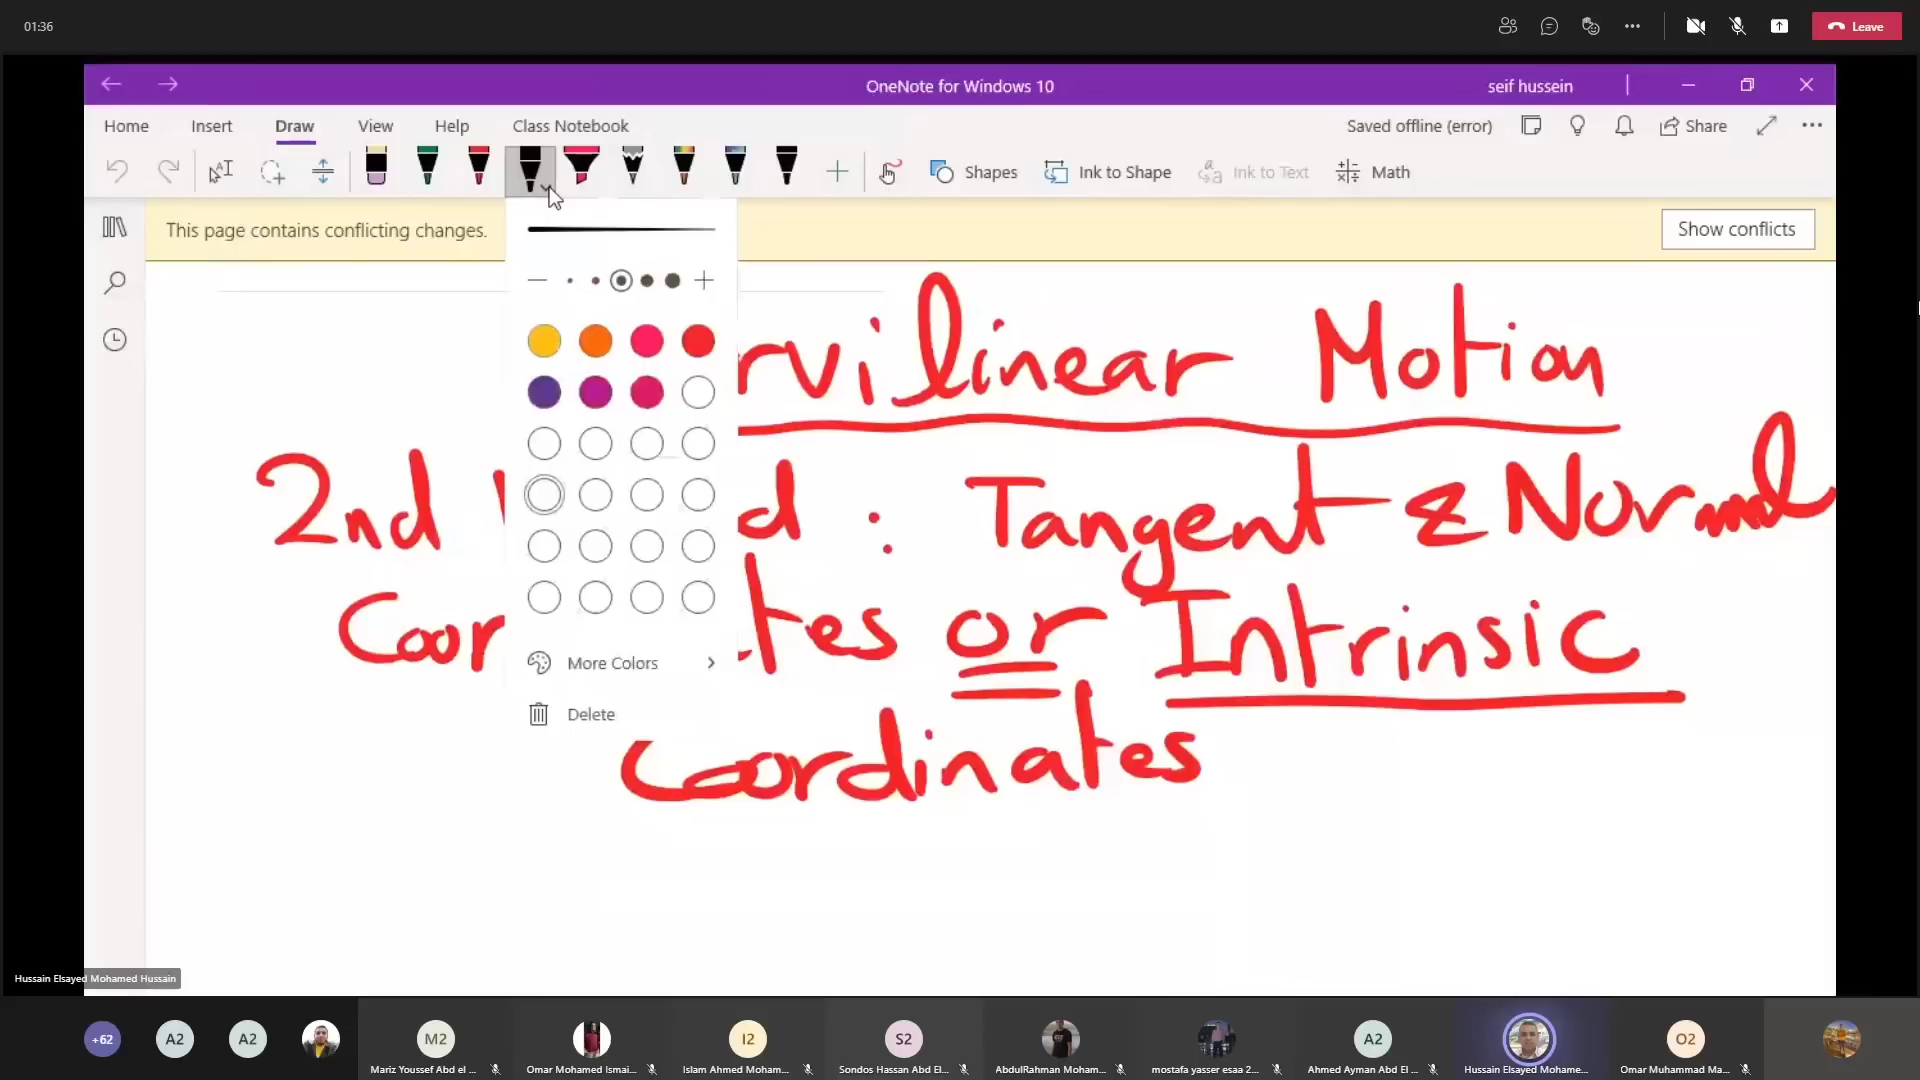 01:36
Leave
OneNote for Windows 10
seif hussein
Home Insert Draw View Help Class Notebook
Saved offline (error) Share
Shapes Ink to Shape Ink to Text Math
This page contains conflicting changes.
Show conflicts
More Colors
Delete
rvilinear Motion
2nd d : Tangent & Normal
Coor tes or Intrinsic
Coordinates
Hussain Elsayed Mohamed Hussain
+62 A2 A2 M2 I2 S2 A2 O2
Mariz Youssef Abd el ... Omar Mohamed Ismai... Islam Ahmed Moham... Sondos Hassan Abd El... AbdulRahman Moham... mostafa yasser esaa 2... Ahmed Ayman Abd El ... Hussain Elsayed Mohame... Omar Muhammad Ma...